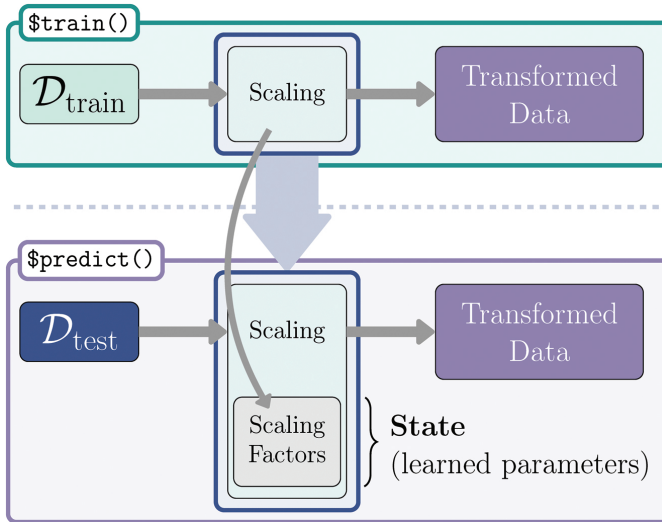 $train()
𝒟train
Scaling
Transformed
Data
$predict()
𝒟test
Scaling
Transformed
Data
Scaling
Factors
State
(learned parameters)